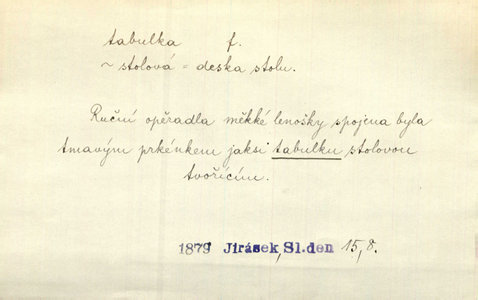 tabulka f.
~ stolová = deska stolu.
Ruční opěradla měkké lenošky spojena byla
tmavým prkénkem jaksi tabulku stolovou
tvořícím.
1879 Jirásek, Sl.den 15, 8.